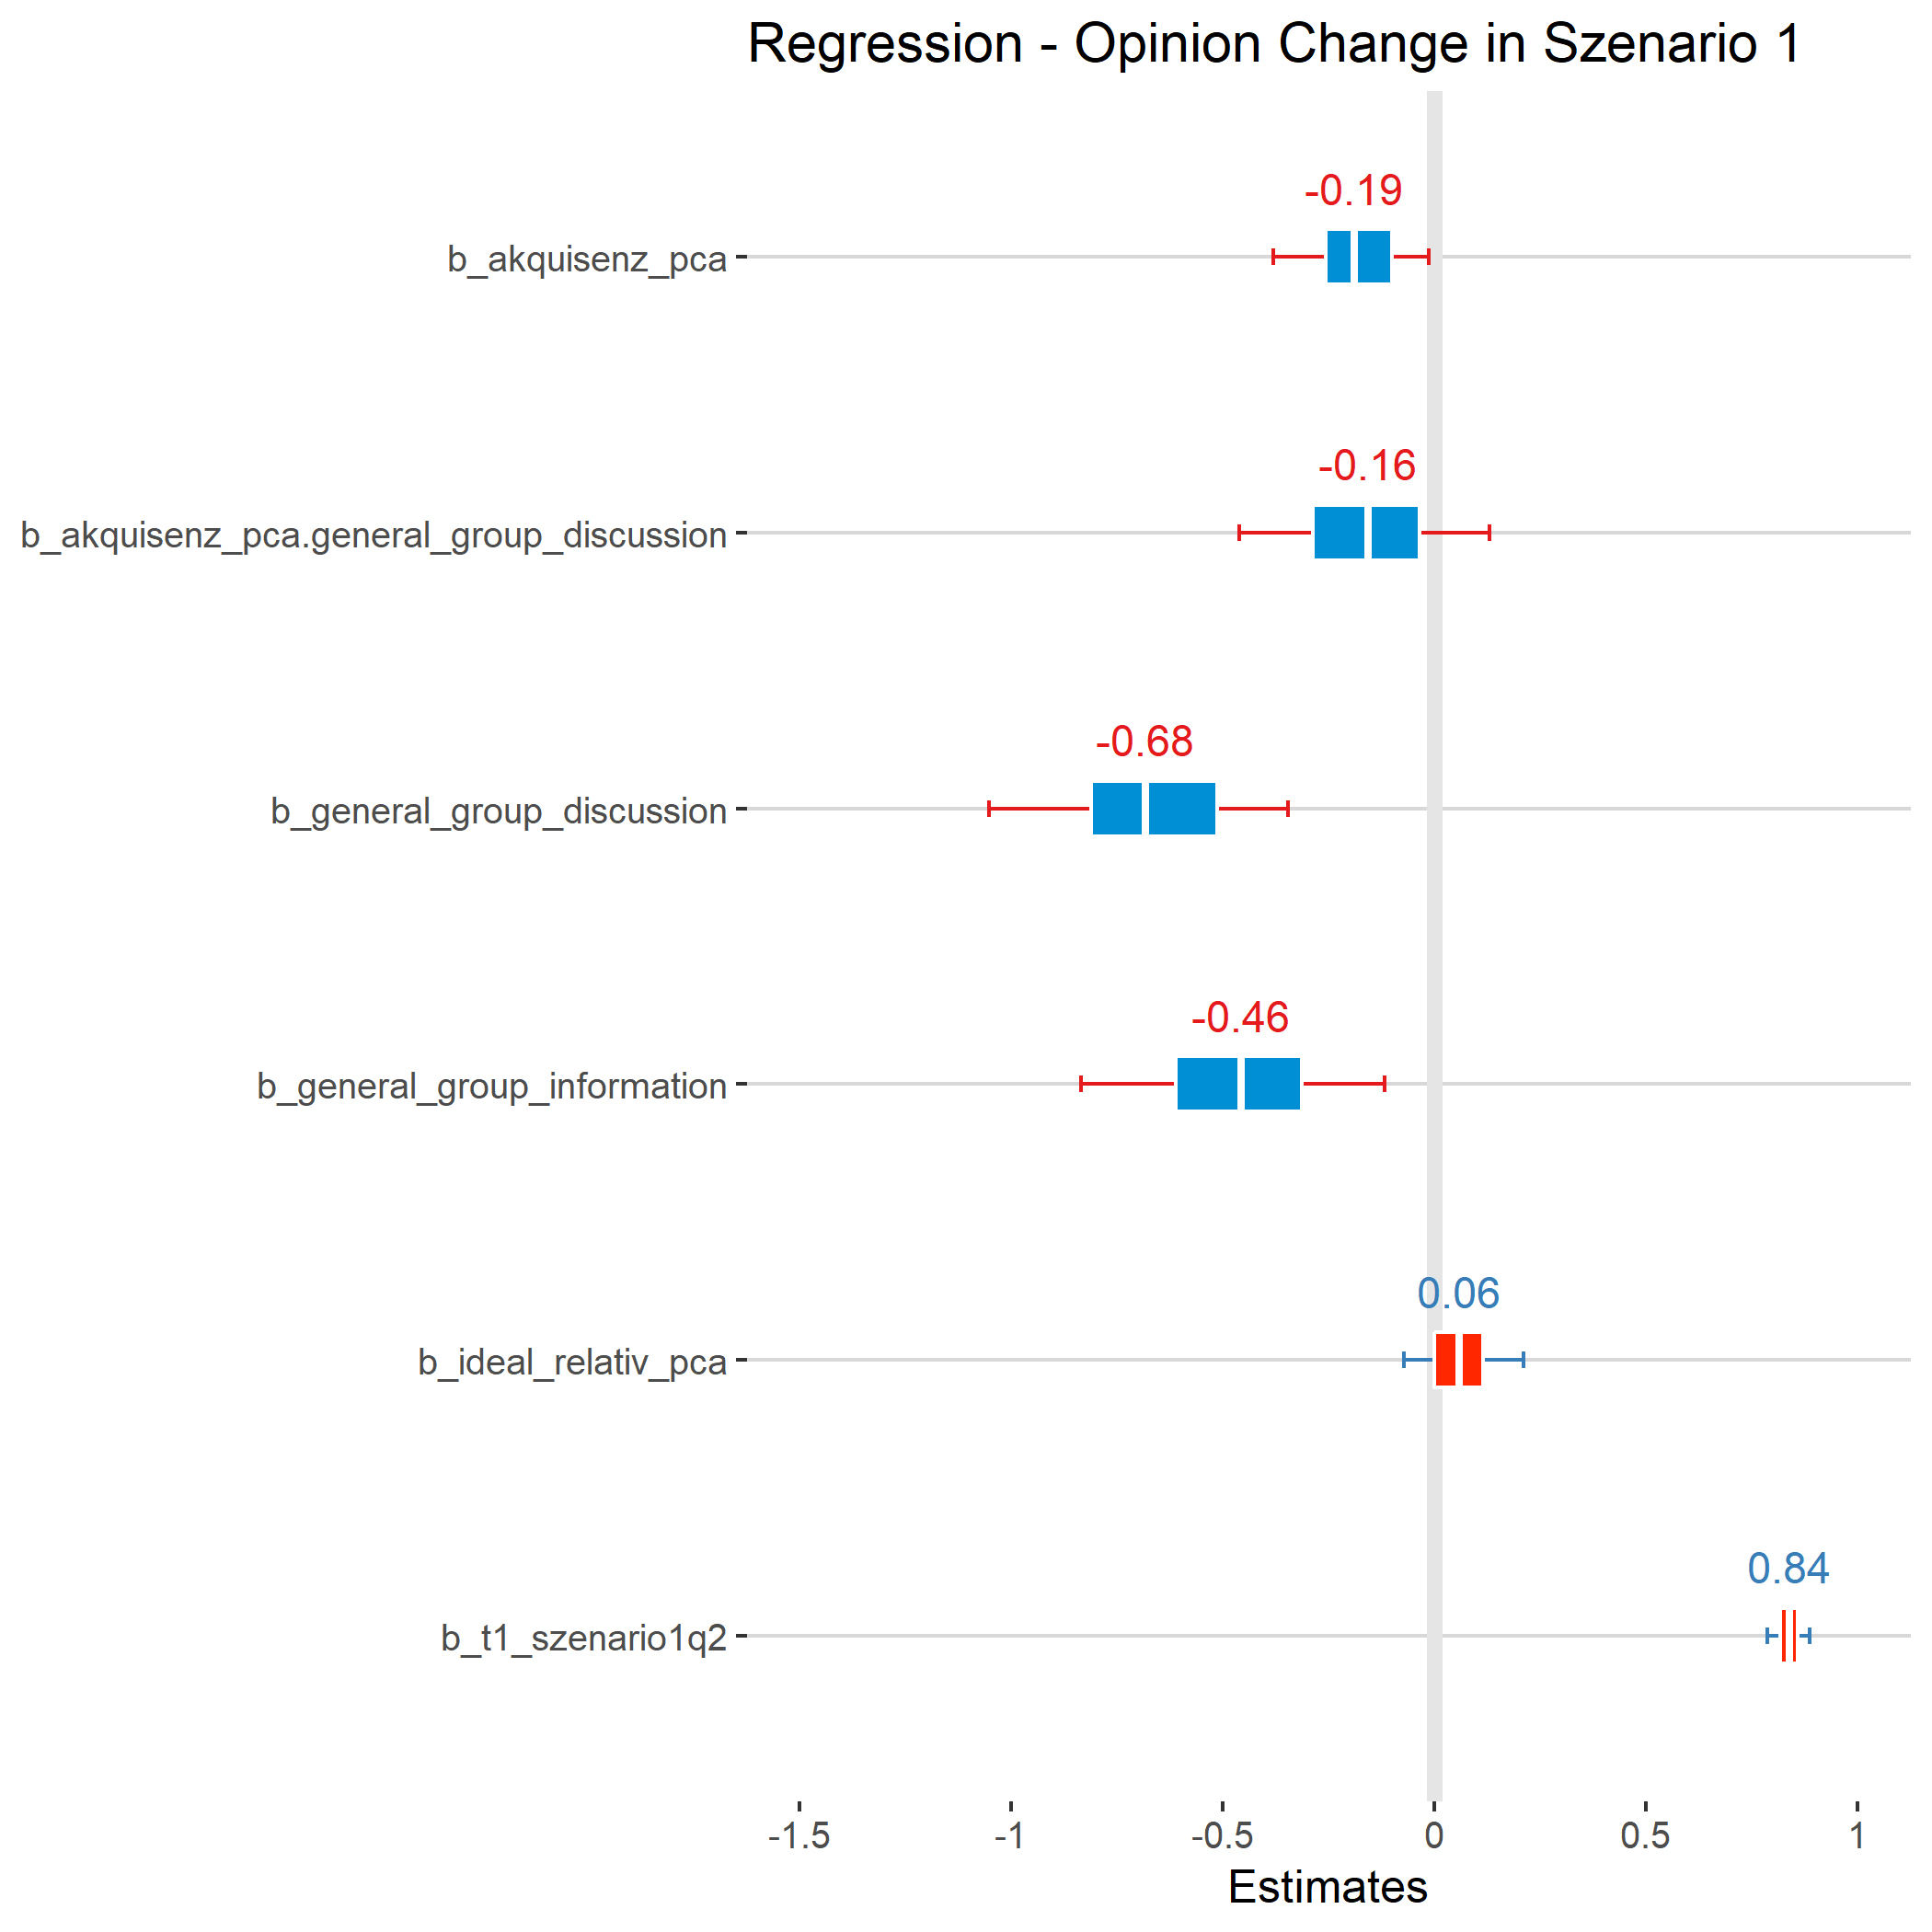 Regression - Opinion Change in Szenario 1
-0.19
b_akquisenz_pca
-0.16
b_akquisenz_pca.general_group_discussion
-0.68
b_general_group_discussion
-0.46
b_general_group_information
0.06
b_ideal_relativ_pca
0.84
b_t1_szenario1q2
-1.5 -1 -0.5 0 0.5 1
Estimates